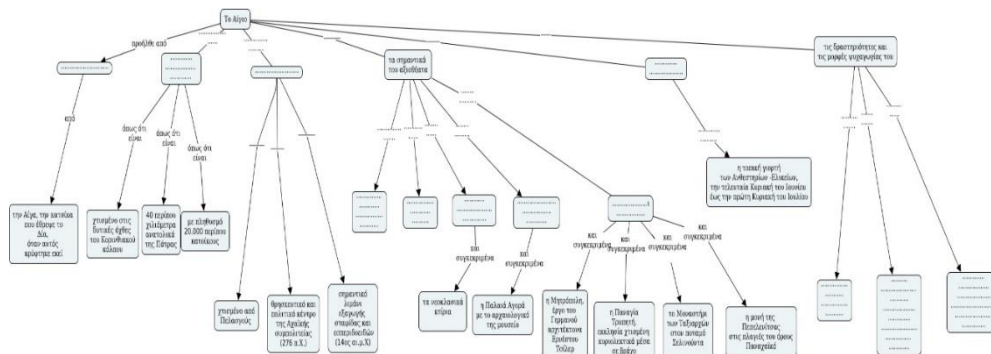 Το Αίγιο
προήλθε από
τα σημαντικά
του αξιοθέατα
τις δραστηριότητες και
τις μορφές ψυχαγωγίας του
από
όπως ότι
είναι
όπως ότι
είναι
όπως ότι
είναι
η τοπική γιορτή
των Ανθεστηρίων -Ελικείων,
την τελευταία Κυριακή του Ιουνίου
έως την πρώτη Κυριακή του Ιουλίου
την Αίγα, την κατσίκα
που έθρεψε το
Δία,
όταν αυτός
κρύφτηκε εκεί
χτισμένο στις
δυτικές όχθες
του Κορινθιακού
κόλπου
40 περίπου
χιλιόμετρα
ανατολικά
της Πάτρας
με πληθυσμό
20.000 περίπου
κατοίκους
και
συγκεκριμένα
και
συγκεκριμένα
και
συγκεκριμένα
και
συγκεκριμένα
και
συγκεκριμένα
και
συγκεκριμένα
χτισμένο από
Πελασγούς
θρησκευτικό και
πολιτικό κέντρο
της Αχαϊκής
συμπολιτείας
(276 π.Χ.)
σημαντικό
λιμάνι
εξαγωγής
σταφίδας και
εσπεριδοειδών
(14ος αι.μ.Χ)
τα νεοκλασικά
κτίρια
η Παλαιά Αγορά
με το αρχαιολογικό
της μουσείο
η Μητρόπολη,
έργο του
Γερμανού
αρχιτέκτονα
Ερνέστου
Τσίλερ
η Παναγία
Τρυπητή,
εκκλησία χτισμένη
κυριολεκτικά μέσα
σε βράχο
το Μοναστήρι
των Ταξιαρχών
στον ποταμό
Σελινούντα
η μονή της
Πεπελενίτσας
στις πλαγιές του όρους
Παναχαϊκό